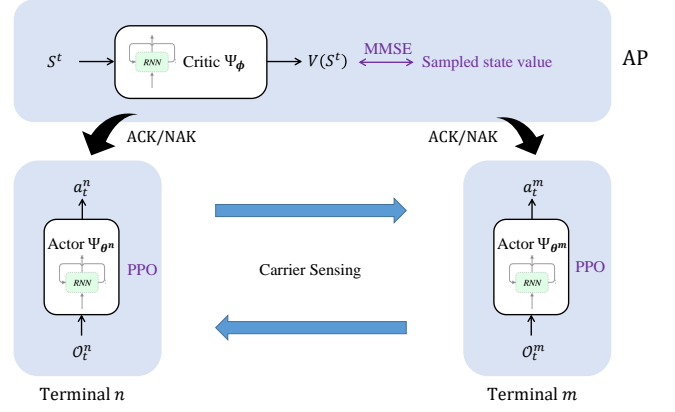 MMSE
S^t
RNN
Critic Ψ_ϕ
V(S^t)
Sampled state value
AP
ACK/NAK
ACK/NAK
a_t^n
a_t^m
Actor Ψ_θ^n
Actor Ψ_θ^m
PPO
Carrier Sensing
PPO
RNN
RNN
𝒪_t^n
𝒪_t^m
Terminal n
Terminal m